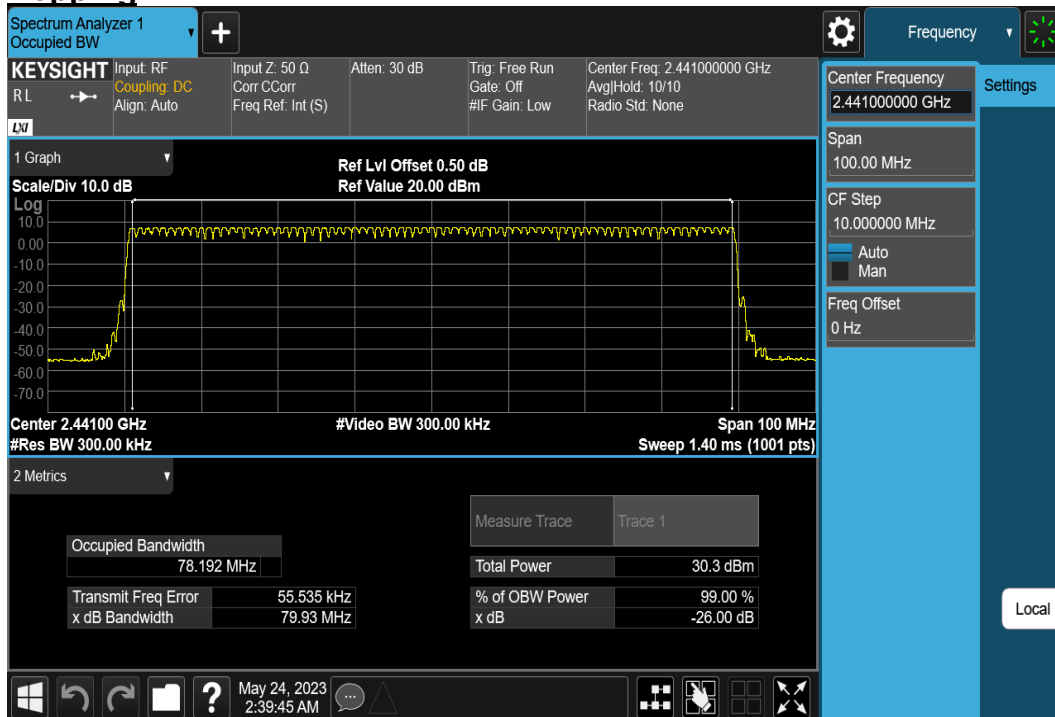 Spectrum Analyzer 1
Occupied BW
+
Frequency
KEYSIGHT
RL
LXI
Input: RF
Coupling: DC
Align: Auto
Input Z: 50 Ω
Corr CCorr
Freq Ref: Int (S)
Atten: 30 dB
Trig: Free Run
Gate: Off
#IF Gain: Low
Center Freq: 2.441000000 GHz
Avg|Hold: 10/10
Radio Std: None
Center Frequency
2.441000000 GHz
Settings
Span
100.00 MHz
CF Step
10.000000 MHz
Auto
Man
Freq Offset
0 Hz
1 Graph
Scale/Div 10.0 dB
Ref Lvl Offset 0.50 dB
Ref Value 20.00 dBm
Log
10.0
0.00
-10.0
-20.0
-30.0
-40.0
-50.0
-60.0
-70.0
Center 2.44100 GHz
#Video BW 300.00 kHz
Span 100 MHz
#Res BW 300.00 kHz
Sweep 1.40 ms (1001 pts)
2 Metrics
Measure Trace
Trace 1
Occupied Bandwidth
78.192 MHz
Total Power
30.3 dBm
Transmit Freq Error
55.535 kHz
% of OBW Power
99.00 %
x dB Bandwidth
79.93 MHz
x dB
-26.00 dB
Local
?
May 24, 2023
2:39:45 AM